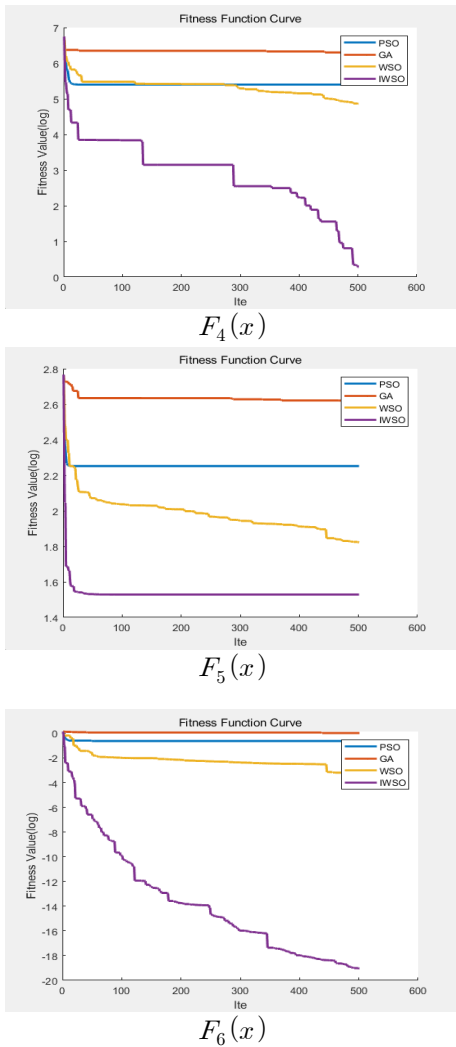 Fitness Function Curve
7
6
5
4
3
2
1
0
Fitness Value(log)
PSO
GA
WSO
IWSO
0 100 200 300 400 500 600
Ite
F₄(x)
Fitness Function Curve
2.8
2.6
2.4
2.2
2
1.8
1.6
1.4
Fitness Value(log)
PSO
GA
WSO
IWSO
0 100 200 300 400 500 600
Ite
F₅(x)
Fitness Function Curve
0
-2
-4
-6
-8
-10
-12
-14
-16
-18
-20
Fitness Value(log)
PSO
GA
WSO
IWSO
0 100 200 300 400 500 600
Ite
F₆(x)